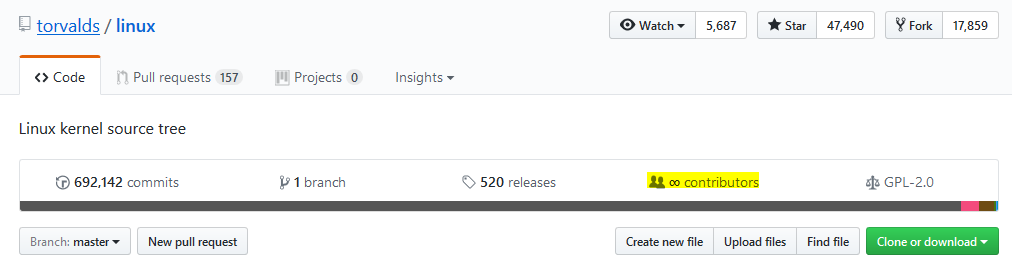 torvalds / linux Watch 5,687 Star 47,490 Fork 17,859
Code Pull requests 157 Projects 0 Insights
Linux kernel source tree
692,142 commits 1 branch 520 releases ∞ contributors GPL-2.0
Branch: master New pull request Create new file Upload files Find file Clone or download